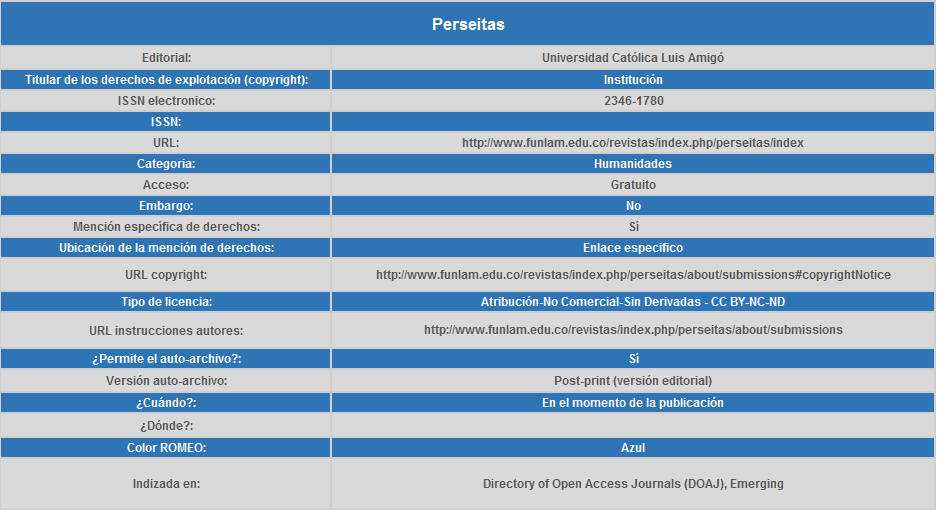 Perseitas
Editorial: Universidad Católica Luis Amigó
Titular de los derechos de explotación (copyright): Institución
ISSN electronico: 2346-1780
ISSN:
URL: http://www.funlam.edu.co/revistas/index.php/perseitas/index
Categoria: Humanidades
Acceso: Gratuito
Embargo: No
Mención específica de derechos: Sí
Ubicación de la mención de derechos: Enlace especifico
URL copyright: http://www.funlam.edu.co/revistas/index.php/perseitas/about/submissions#copyrightNotice
Tipo de licencia: Atribución-No Comercial-Sin Derivadas - CC BY-NC-ND
URL instrucciones autores: http://www.funlam.edu.co/revistas/index.php/perseitas/about/submissions
¿Permite el auto-archivo?: Sí
Versión auto-archivo: Post-print (versión editorial)
¿Cuándo?: En el momento de la publicación
¿Dónde?:
Color ROMEO: Azul
Indizada en: Directory of Open Access Journals (DOAJ), Emerging